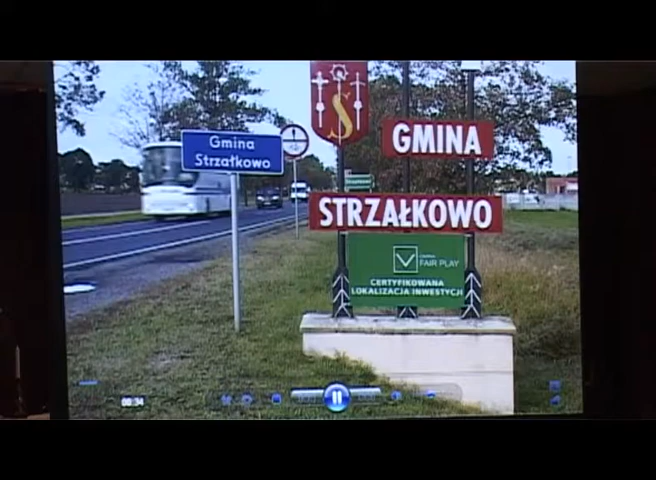 Gmina
Strzałkowo
GMINA
STRZAŁKOWO
FAIR PLAY
CERTYFIKOWANA
LOKALIZACJA INWESTYCJI
00:34